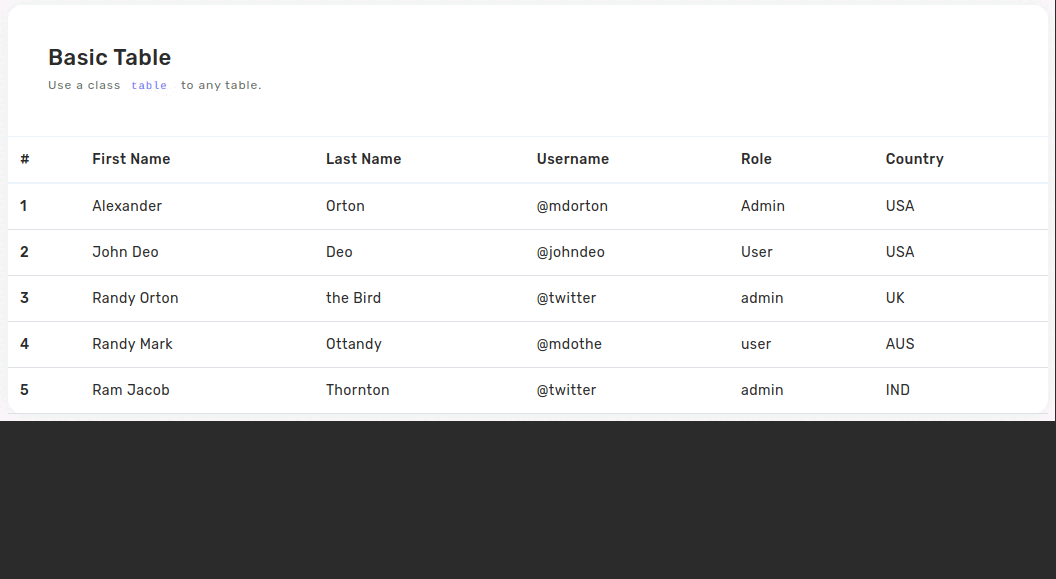 Basic Table
Use a class table to any table.
# First Name Last Name Username Role Country
1 Alexander Orton @mdorton Admin USA
2 John Deo Deo @johndeo User USA
3 Randy Orton the Bird @twitter admin UK
4 Randy Mark Ottandy @mdothe user AUS
5 Ram Jacob Thornton @twitter admin IND